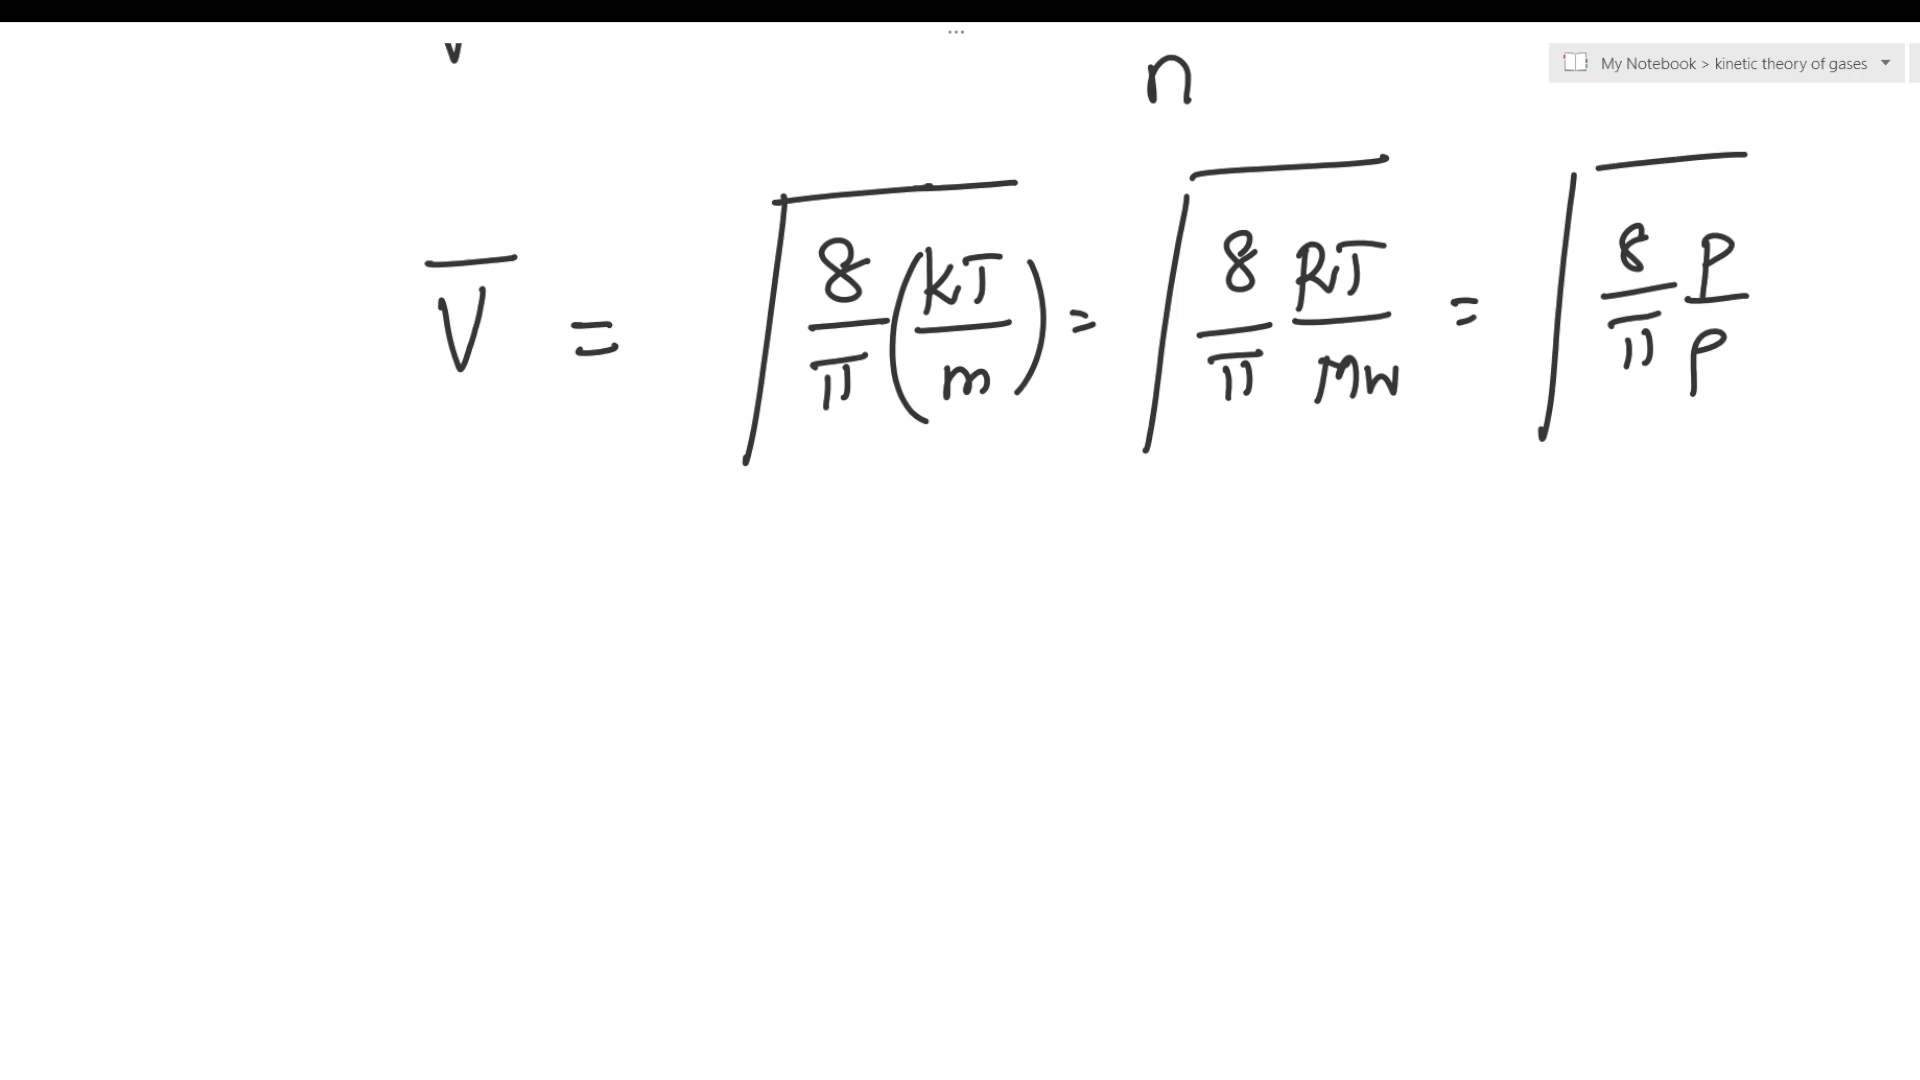 ...
v
n
My Notebook > kinetic theory of gases
V̅ = √(8/π (kT/m)) = √(8/π RT/Mw) = √(8/π P/ρ)